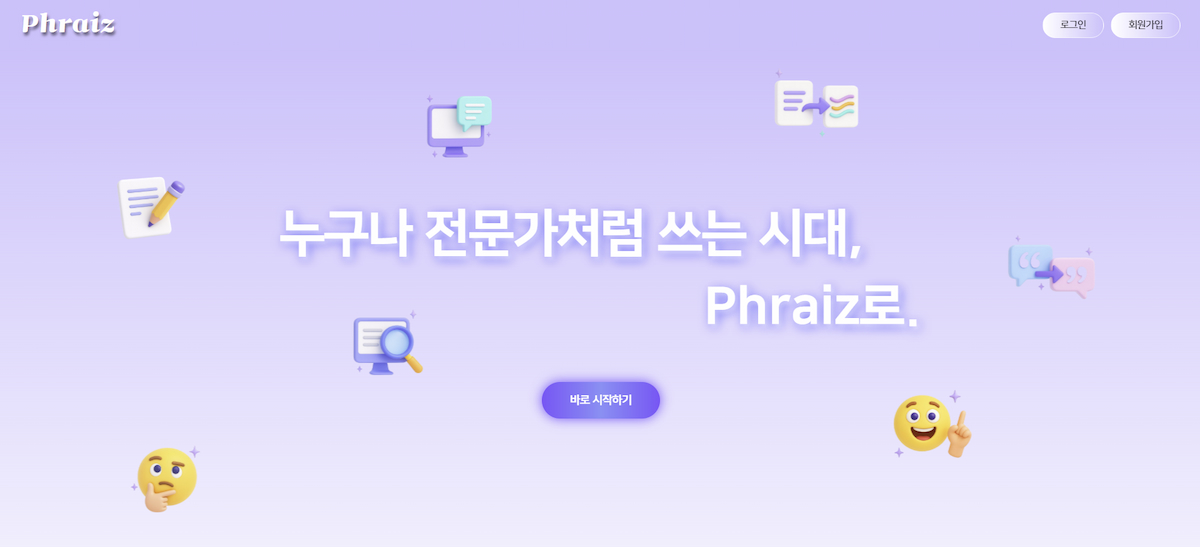 Phraiz
로그인
회원가입
누구나 전문가처럼 쓰는 시대,
Phraiz로.
바로 시작하기